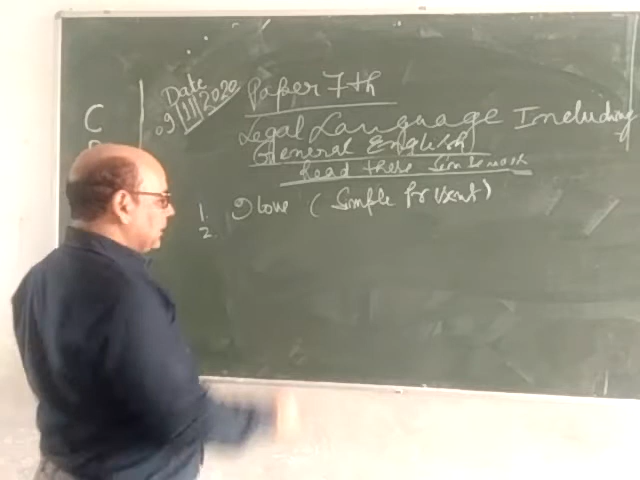 Date
09/11/2020
Paper 7th
Legal Language Including
General English
Read these Sentences
1. I love (Simple Present)
2.
C